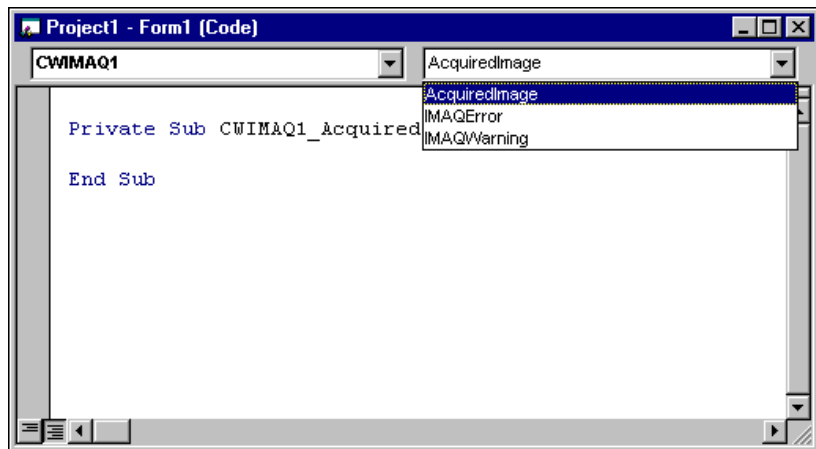 Project1 - Form1 (Code)
CWIMAQ1 AcquiredImage
AcquiredImage
IMAQError
IMAQWarning
Private Sub CWIMAQ1_Acquired
End Sub